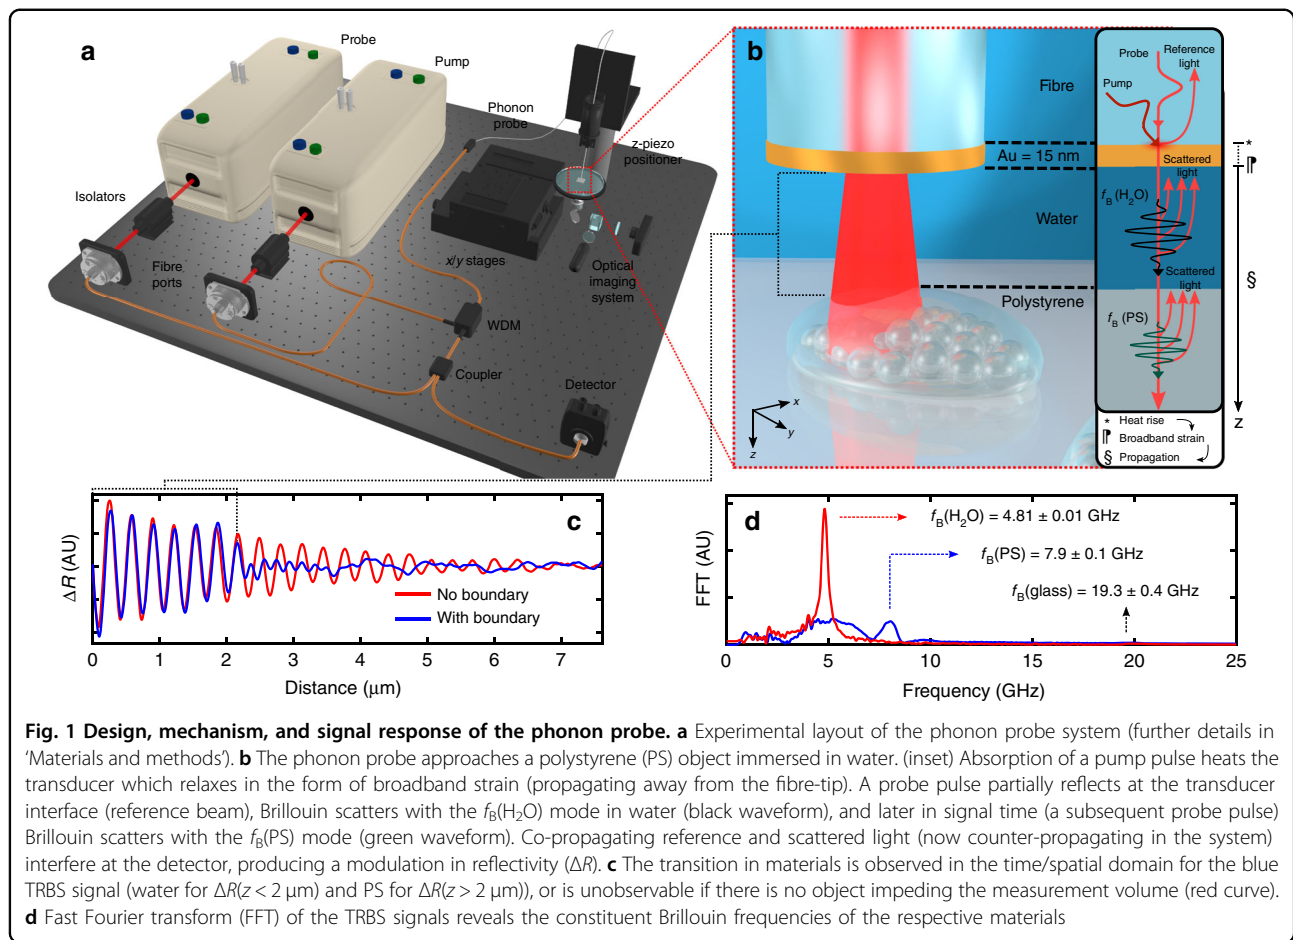 a
Probe
Pump
Phonon
probe
z-piezo
positioner
Isolators
Fibre
ports
x/y stages
Optical
imaging
system
WDM
Coupler
Detector
b
Fibre
Au = 15 nm
Water
Polystyrene
x
y
z
Probe
Reference
light
Pump
*
⁋
Scattered
light
f_B (H₂O)
Scattered
light
§
f_B (PS)
z
* Heat rise
⁋ Broadband strain
§ Propagation
c
ΔR (AU)
No boundary
With boundary
0 1 2 3 4 5 6 7
Distance (μm)
d
FFT (AU)
f_B(H₂O) = 4.81 ± 0.01 GHz
f_B(PS) = 7.9 ± 0.1 GHz
f_B(glass) = 19.3 ± 0.4 GHz
0 5 10 15 20 25
Frequency (GHz)
Fig. 1 Design, mechanism, and signal response of the phonon probe. a Experimental layout of the phonon probe system (further details in
‘Materials and methods’). b The phonon probe approaches a polystyrene (PS) object immersed in water. (inset) Absorption of a pump pulse heats the
transducer which relaxes in the form of broadband strain (propagating away from the fibre-tip). A probe pulse partially reflects at the transducer
interface (reference beam), Brillouin scatters with the f_B(H₂O) mode in water (black waveform), and later in signal time (a subsequent probe pulse)
Brillouin scatters with the f_B(PS) mode (green waveform). Co-propagating reference and scattered light (now counter-propagating in the system)
interfere at the detector, producing a modulation in reflectivity (ΔR). c The transition in materials is observed in the time/spatial domain for the blue
TRBS signal (water for ΔR(z < 2 μm) and PS for ΔR(z > 2 μm)), or is unobservable if there is no object impeding the measurement volume (red curve).
d Fast Fourier transform (FFT) of the TRBS signals reveals the constituent Brillouin frequencies of the respective materials